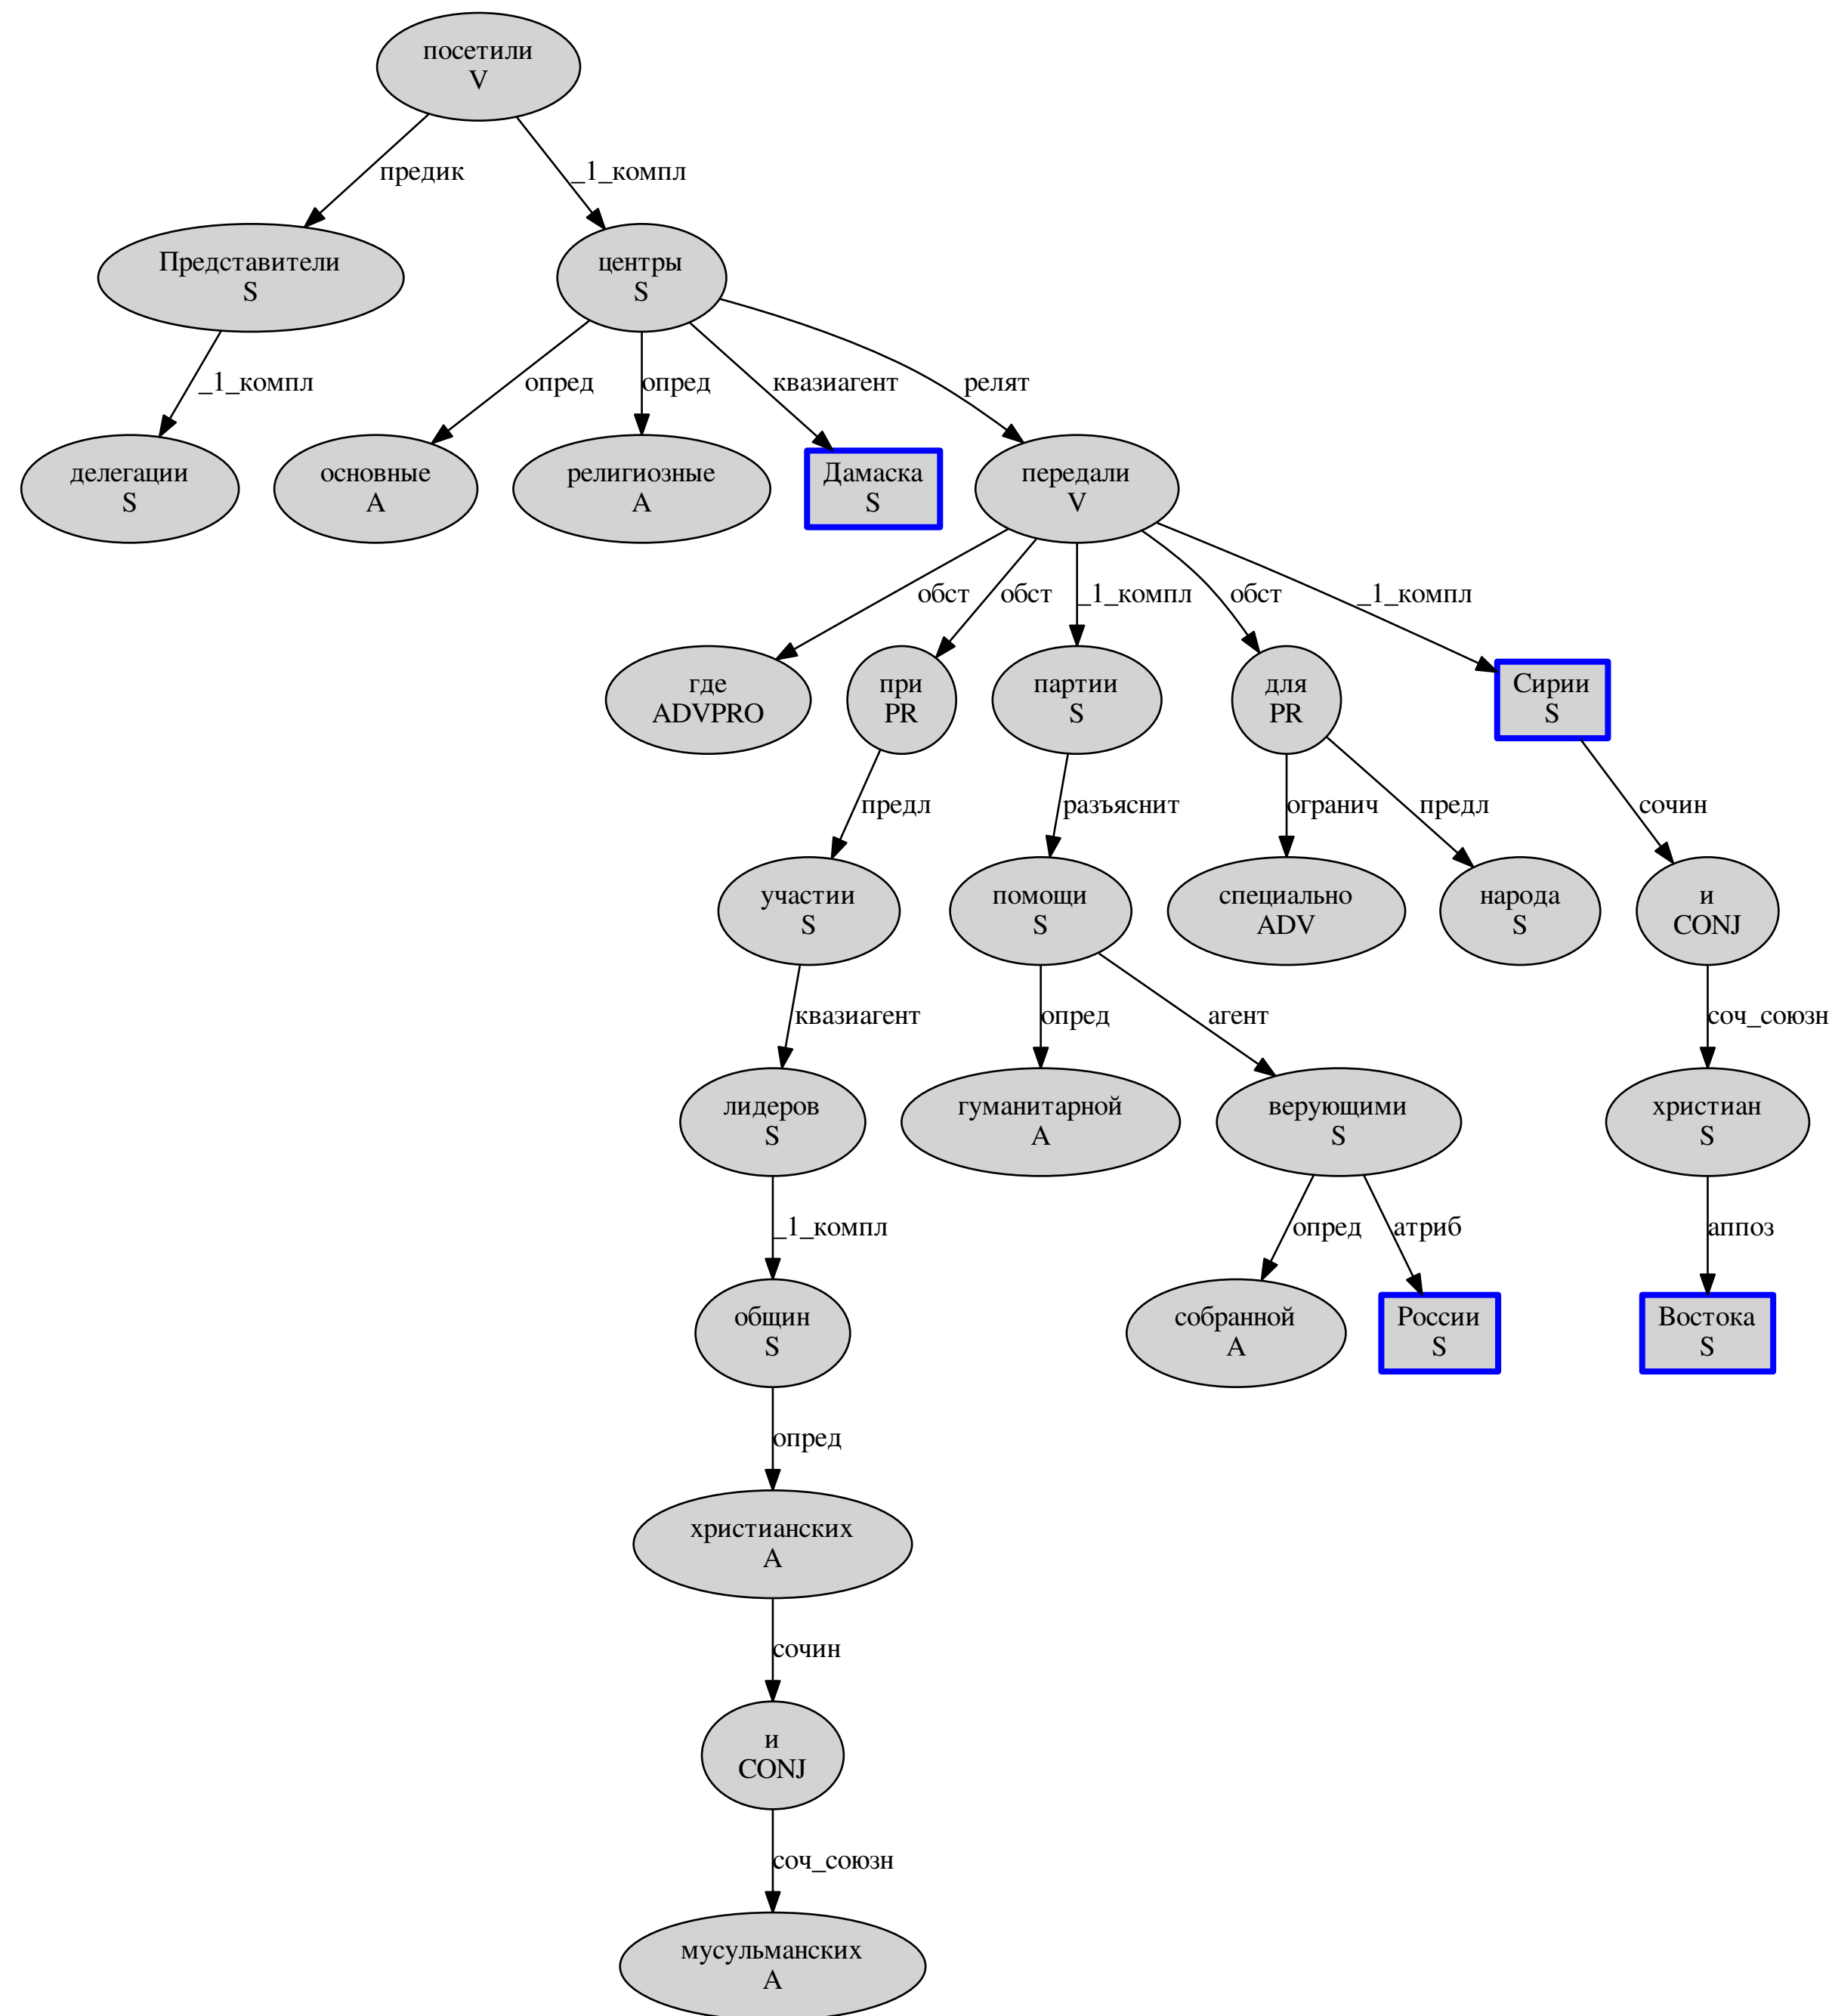 посетили
V
предик
_1_компл
Представители
S
центры
S
_1_компл
опред
опред
квазиагент
релят
делегации
S
основные
A
религиозные
A
Дамаска
S
передали
V
обст
обст
_1_компл
обст
_1_компл
где
ADVPRO
при
PR
партии
S
для
PR
Сирии
S
предл
разъяснит
огранич
предл
сочин
участии
S
помощи
S
специально
ADV
народа
S
и
CONJ
квазиагент
опред
агент
соч_союзн
лидеров
S
гуманитарной
A
верующими
S
христиан
S
_1_компл
опред
атриб
аппоз
общин
S
собранной
A
России
S
Востока
S
опред
христианских
A
сочин
и
CONJ
соч_союзн
мусульманских
A